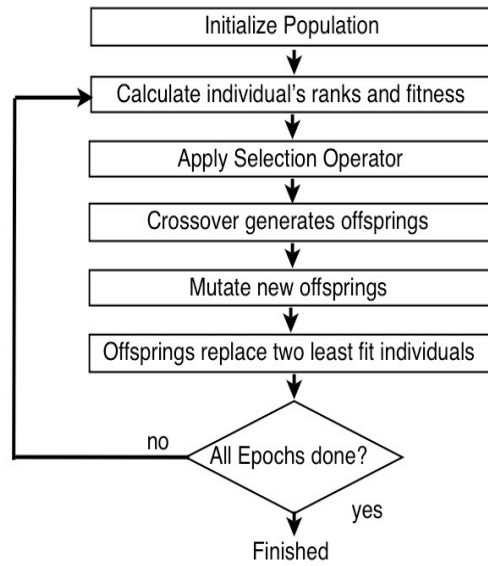 Initialize Population
Calculate individual's ranks and fitness
Apply Selection Operator
Crossover generates offsprings
Mutate new offsprings
Offsprings replace two least fit individuals
no
All Epochs done?
yes
Finished